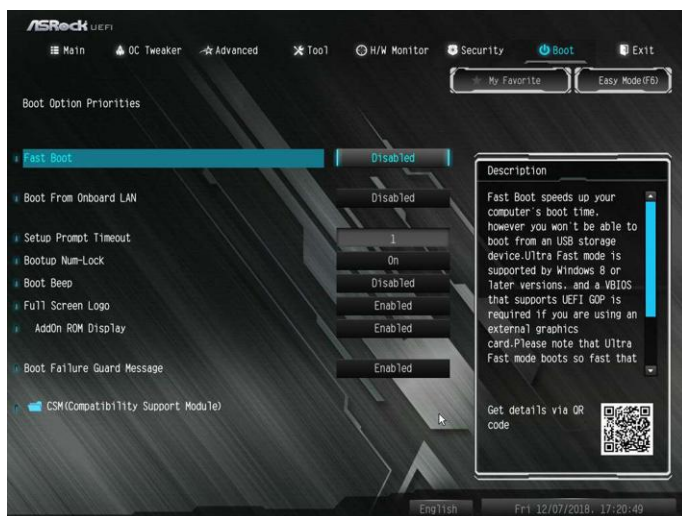 ASRock UEFI
Main OC Tweaker Advanced Tool H/W Monitor Security Boot Exit
My Favorite Easy Mode(F6)
Boot Option Priorities
Fast Boot Disabled
Boot From Onboard LAN Disabled
Setup Prompt Timeout 1
Bootup Num-Lock On
Boot Beep Disabled
Full Screen Logo Enabled
AddOn ROM Display Enabled
Boot Failure Guard Message Enabled
CSM(Compatibility Support Module)
Description
Fast Boot speeds up your
computer's boot time.
however you won't be able to
boot from an USB storage
device.Ultra Fast mode is
supported by Windows 8 or
later versions. and a VBIOS
that supports UEFI GOP is
required if you are using an
external graphics
card.Please note that Ultra
Fast mode boots so fast that
Get details via QR
code
English Fri 12/07/2018. 17:20:49